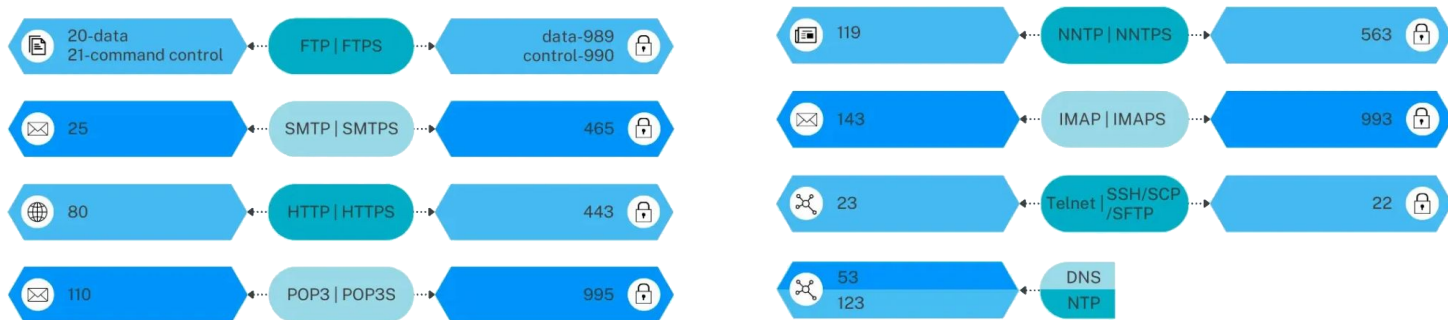 20-data
21-command control
FTP | FTPS
data-989
control-990
25
SMTP | SMTPS
465
80
HTTP | HTTPS
443
110
POP3 | POP3S
995
119
NNTP | NNTPS
563
143
IMAP | IMAPS
993
23
Telnet | SSH/SCP
/SFTP
22
53
DNS
123
NTP